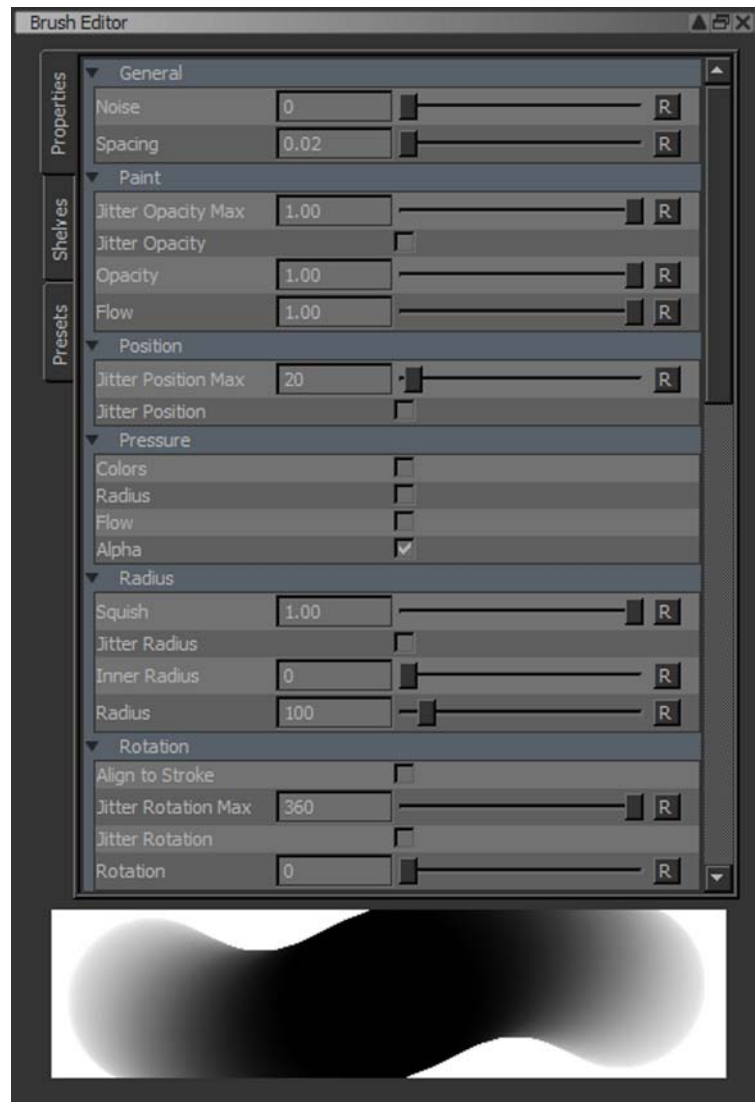 Brush Editor
Properties
Shelves
Presets
General
Noise 0 R
Spacing 0.02 R
Paint
Jitter Opacity Max 1.00 R
Jitter Opacity
Opacity 1.00 R
Flow 1.00 R
Position
Jitter Position Max 20 R
Jitter Position
Pressure
Colors
Radius
Flow
Alpha
Radius
Squish 1.00 R
Jitter Radius
Inner Radius 0 R
Radius 100 R
Rotation
Align to Stroke
Jitter Rotation Max 360 R
Jitter Rotation
Rotation 0 R